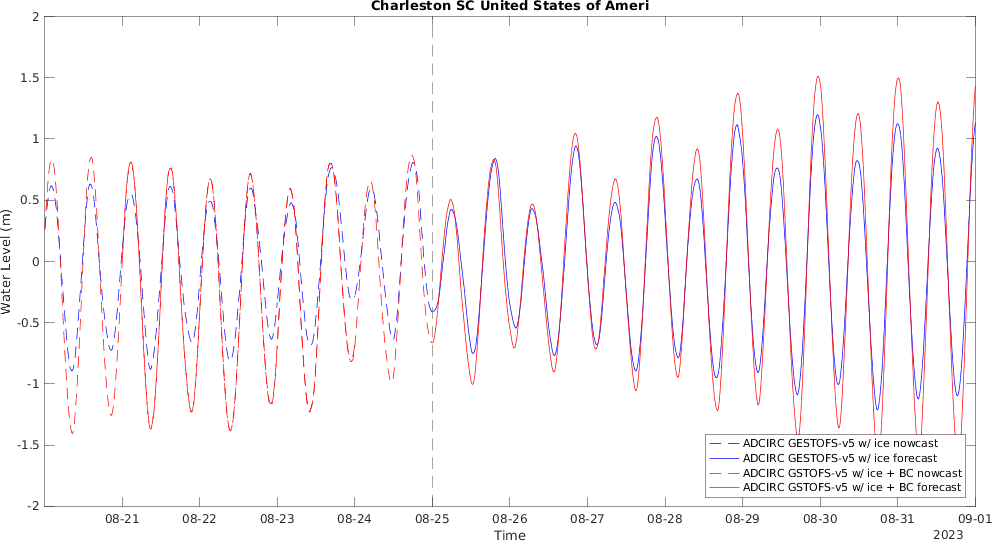 Charleston SC United States of Ameri
Water Level (m)
2
1.5
1
0.5
0
-0.5
-1
-1.5
-2
ADCIRC GESTOFS-v5 w/ ice nowcast
ADCIRC GESTOFS-v5 w/ ice forecast
ADCIRC GSTOFS-v5 w/ ice + BC nowcast
ADCIRC GSTOFS-v5 w/ ice + BC forecast
08-21 08-22 08-23 08-24 08-25 08-26 08-27 08-28 08-29 08-30 08-31 09-01
Time
2023